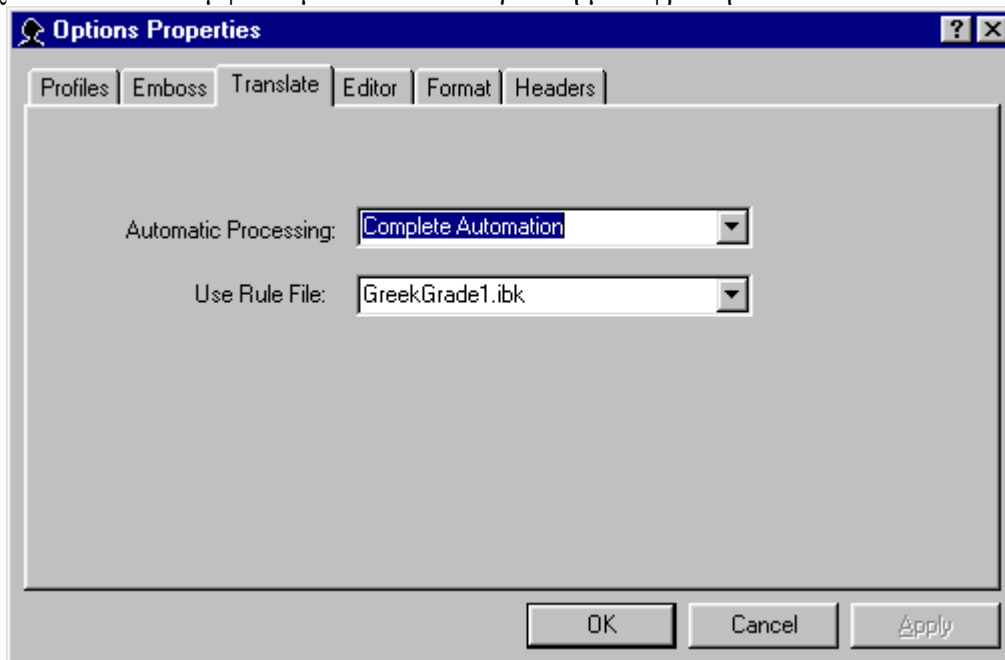 Options Properties
Profiles Emboss Translate Editor Format Headers
Automatic Processing: Complete Automation
Use Rule File: GreekGrade1.ibk
OK Cancel Apply